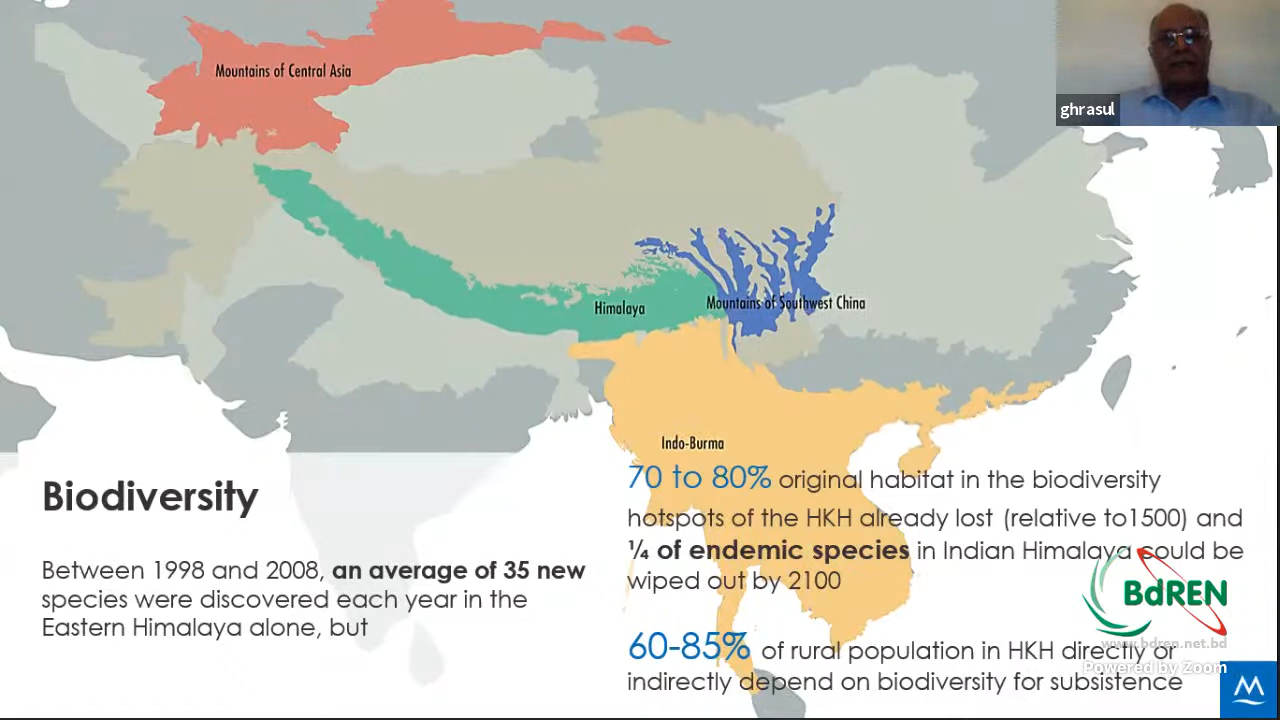 Mountains of Central Asia
ghrasul
Himalaya
Mountains of Southwest China
Indo-Burma
Biodiversity
Between 1998 and 2008, an average of 35 new
species were discovered each year in the
Eastern Himalaya alone, but
70 to 80% original habitat in the biodiversity
hotspots of the HKH already lost (relative to1500) and
¼ of endemic species in Indian Himalaya could be
wiped out by 2100
60-85% of rural population in HKH directly or
indirectly depend on biodiversity for subsistence
BdREN
www.bdren.net.bd
Powered by Zoom